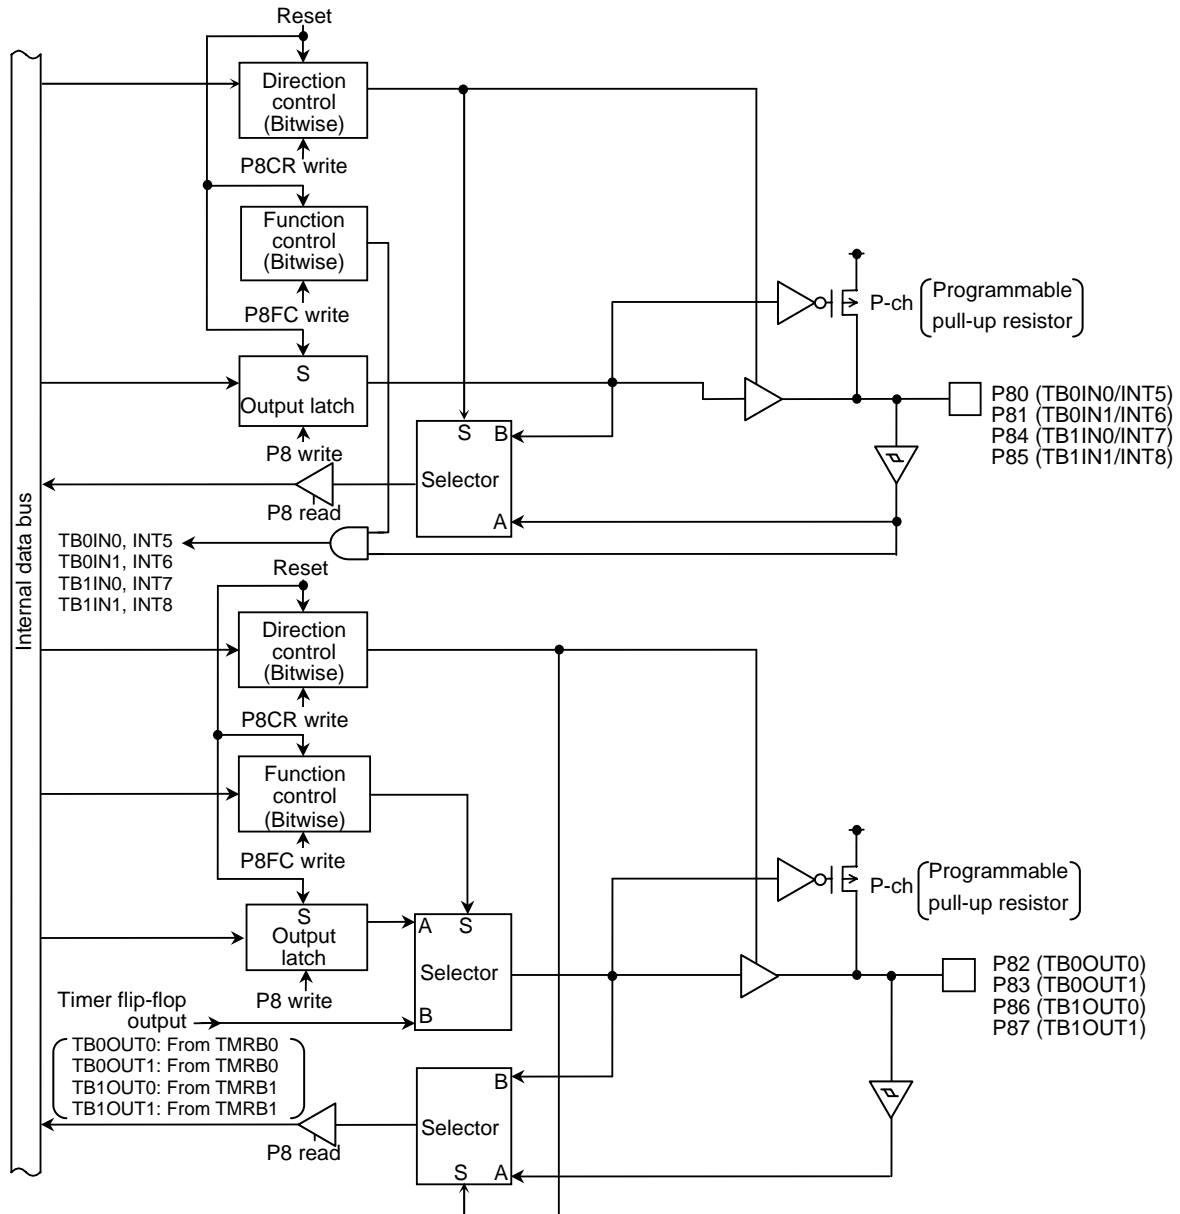 Reset
Direction
control
(Bitwise)
P8CR write
Function
control
(Bitwise)
P8FC write
P-ch
Programmable
pull-up resistor
S
Output latch
P8 write
P80 (TB0IN0/INT5)
P81 (TB0IN1/INT6)
P84 (TB1IN0/INT7)
P85 (TB1IN1/INT8)
S
B
Selector
A
P8 read
TB0IN0, INT5
TB0IN1, INT6
TB1IN0, INT7
TB1IN1, INT8
Internal data bus
Reset
Direction
control
(Bitwise)
P8CR write
Function
control
(Bitwise)
P8FC write
P-ch
Programmable
pull-up resistor
S
Output
latch
P8 write
A
S
Selector
B
P82 (TB0OUT0)
P83 (TB0OUT1)
P86 (TB1OUT0)
P87 (TB1OUT1)
Timer flip-flop
output
TB0OUT0: From TMRB0
TB0OUT1: From TMRB0
TB1OUT0: From TMRB1
TB1OUT1: From TMRB1
B
Selector
S
A
P8 read